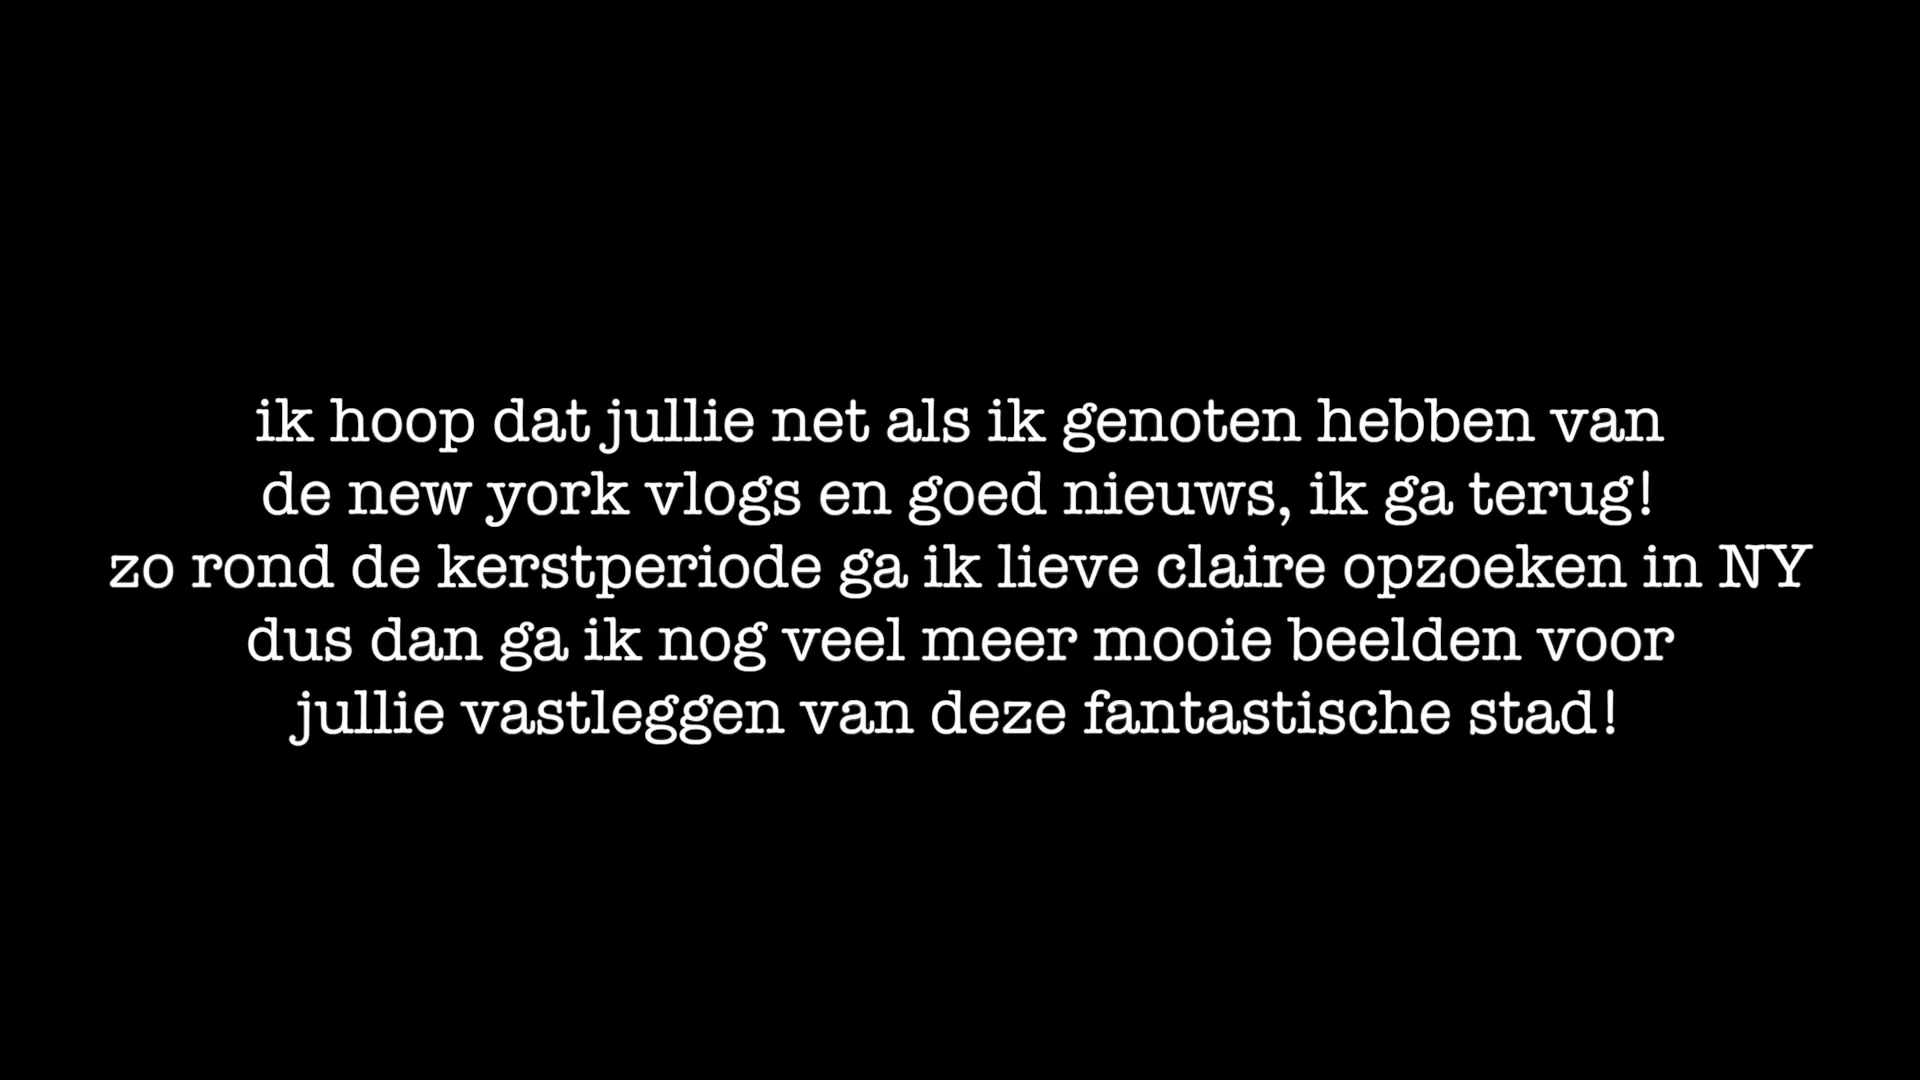 ik hoop dat jullie net als ik genoten hebben van
de new york vlogs en goed nieuws, ik ga terug!
zo rond de kerstperiode ga ik lieve claire opzoeken in NY
dus dan ga ik nog veel meer mooie beelden voor
jullie vastleggen van deze fantastische stad!